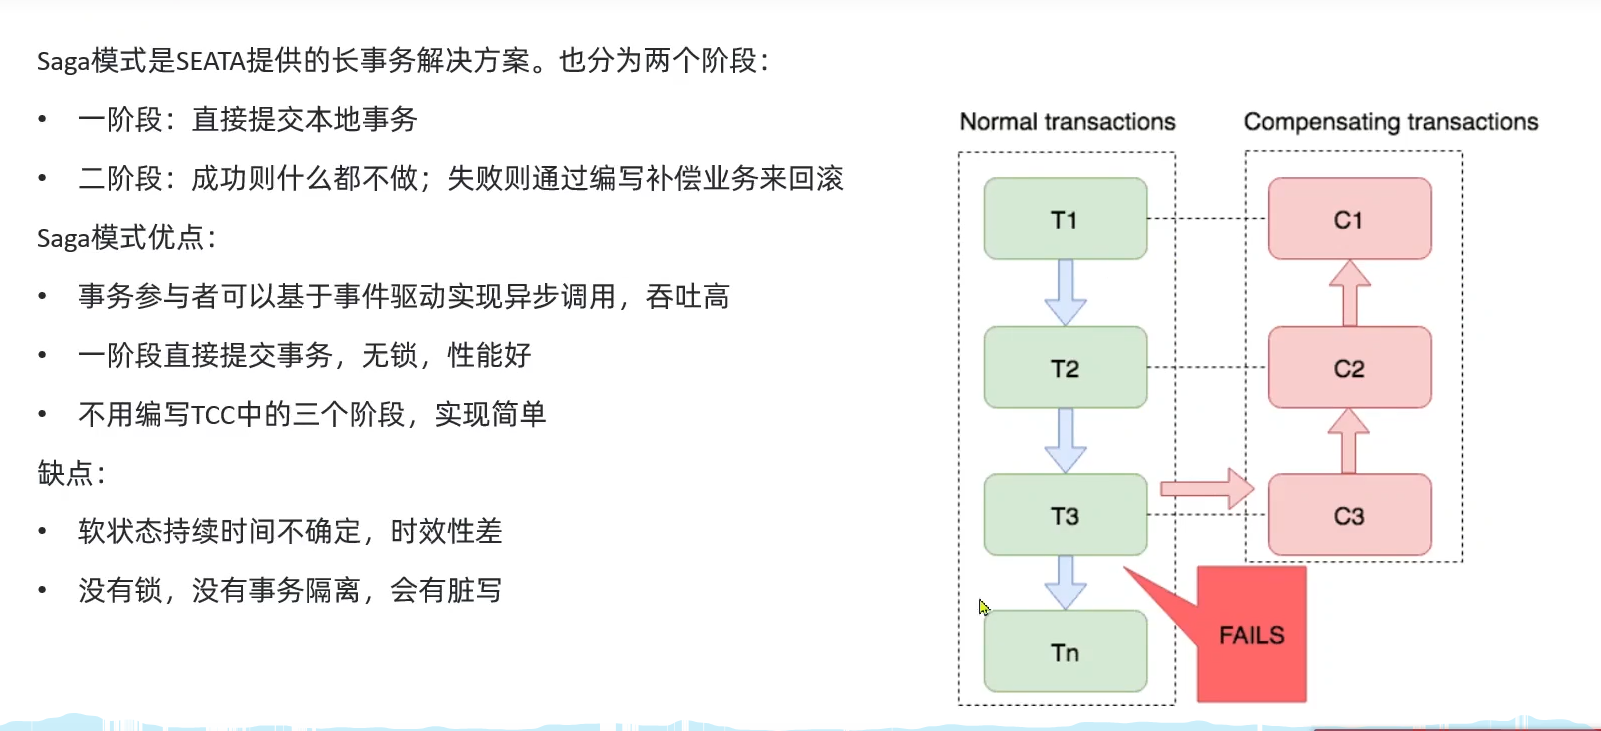 Saga模式是SEATA提供的长事务解决方案。也分为两个阶段：
• 一阶段：直接提交本地事务
• 二阶段：成功则什么都不做；失败则通过编写补偿业务来回滚
Saga模式优点：
• 事务参与者可以基于事件驱动实现异步调用，吞吐高
• 一阶段直接提交事务，无锁，性能好
• 不用编写TCC中的三个阶段，实现简单
缺点：
• 软状态持续时间不确定，时效性差
• 没有锁，没有事务隔离，会有脏写
Normal transactions
T1
T2
T3
Tn
Compensating transactions
C1
C2
C3
FAILS